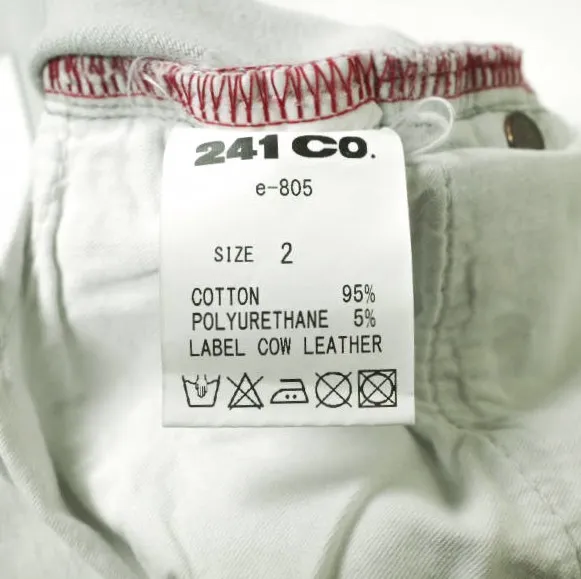 241 CO.
e-805
SIZE 2
COTTON 95%
POLYURETHANE 5%
LABEL COW LEATHER